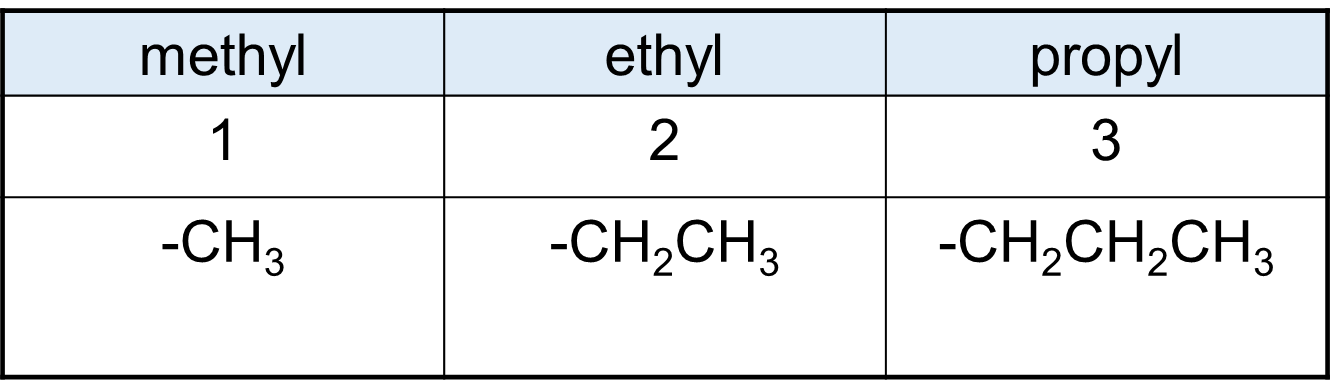 methyl ethyl propyl
1 2 3
-CH₃ -CH₂CH₃ -CH₂CH₂CH₃